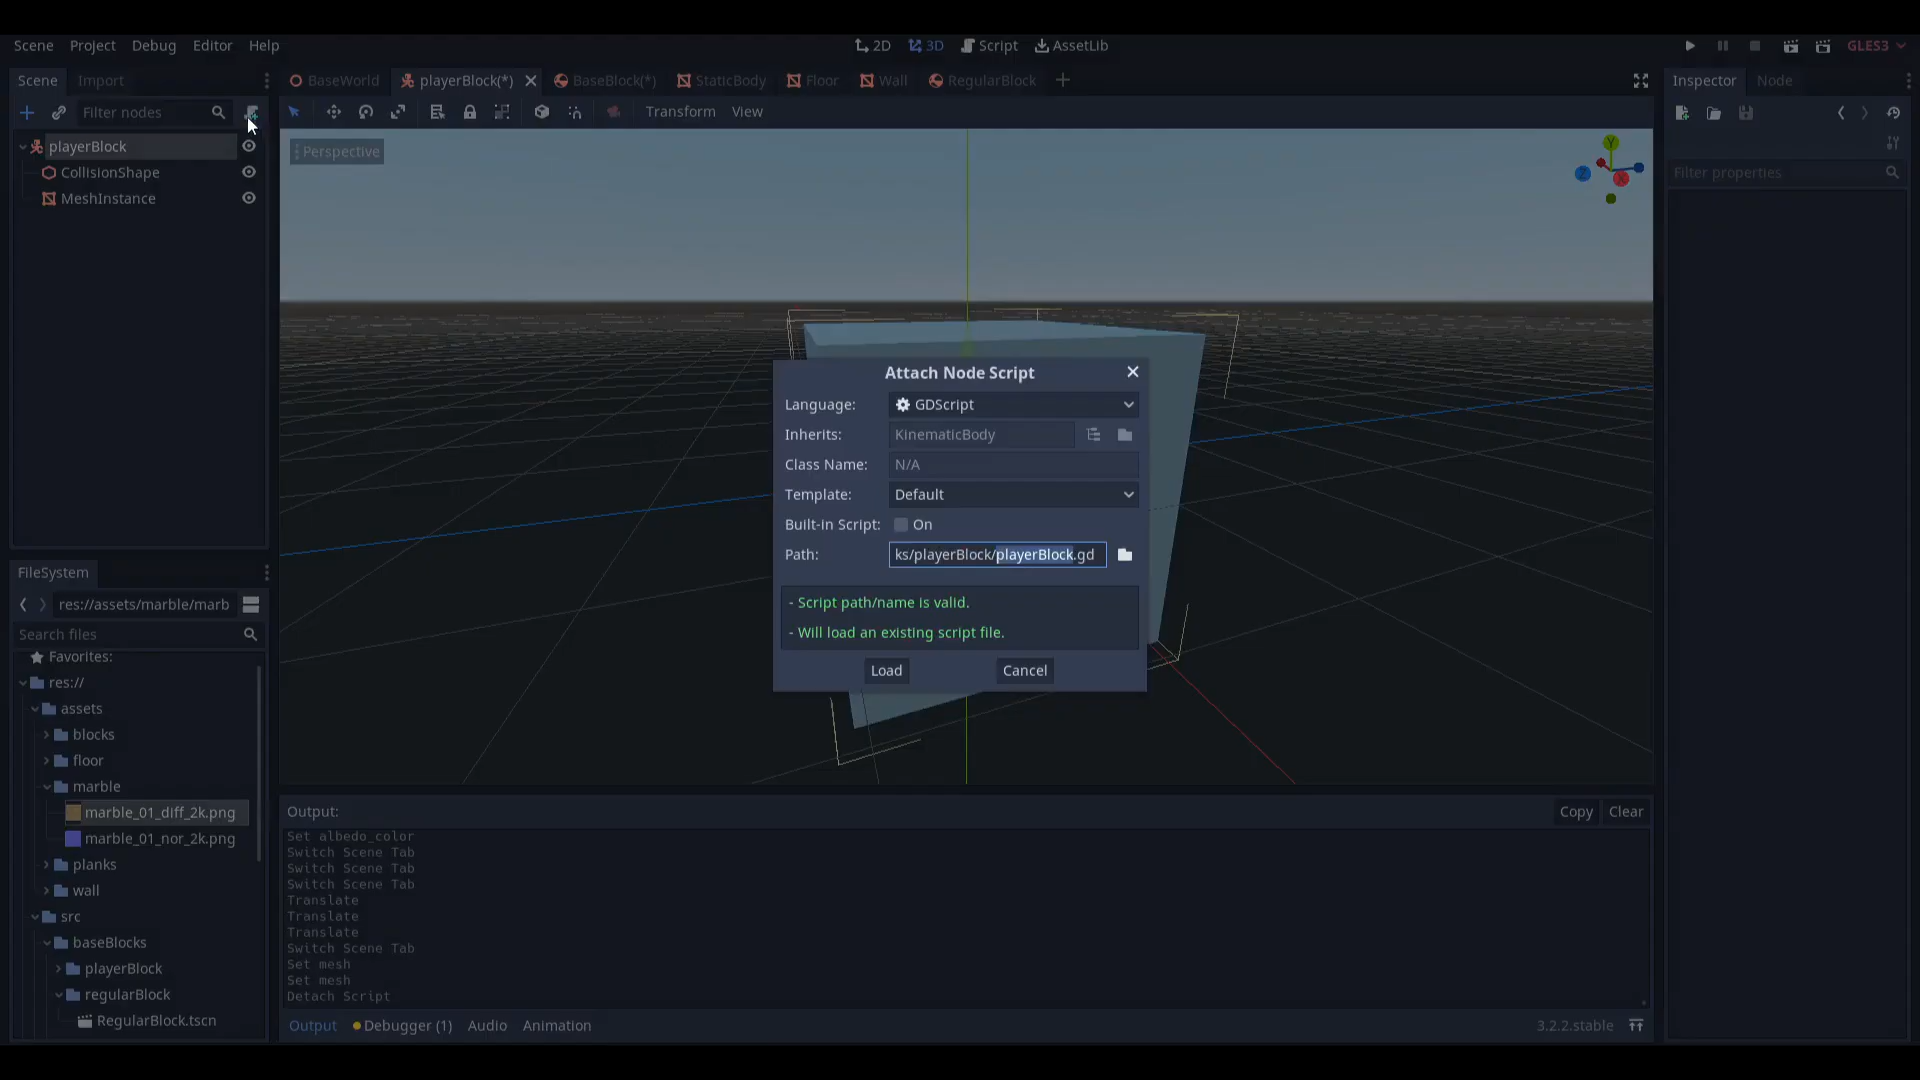 Scene Project Debug Editor Help
2D 3D Script AssetLib
GLES3
Scene Import
BaseWorld playerBlock(*) BaseBlock(*) StaticBody Floor Wall RegularBlock
Inspector Node
Filter nodes
Transform View
playerBlock
CollisionShape
MeshInstance
Perspective
Y
Z
X
Filter properties
Attach Node Script
Language: GDScript
Inherits: KinematicBody
Class Name: N/A
Template: Default
Built-in Script: On
Path: ks/playerBlock/playerBlock.gd
- Script path/name is valid.
- Will load an existing script file.
Load Cancel
FileSystem
res://assets/marble/marb
Search files
Favorites:
res://
assets
blocks
floor
marble
marble_01_diff_2k.png
marble_01_nor_2k.png
planks
wall
src
baseBlocks
playerBlock
regularBlock
RegularBlock.tscn
Output: Copy Clear
Set albedo_color
Switch Scene Tab
Switch Scene Tab
Switch Scene Tab
Translate
Translate
Translate
Switch Scene Tab
Set mesh
Set mesh
Detach Script
Output Debugger (1) Audio Animation 3.2.2.stable